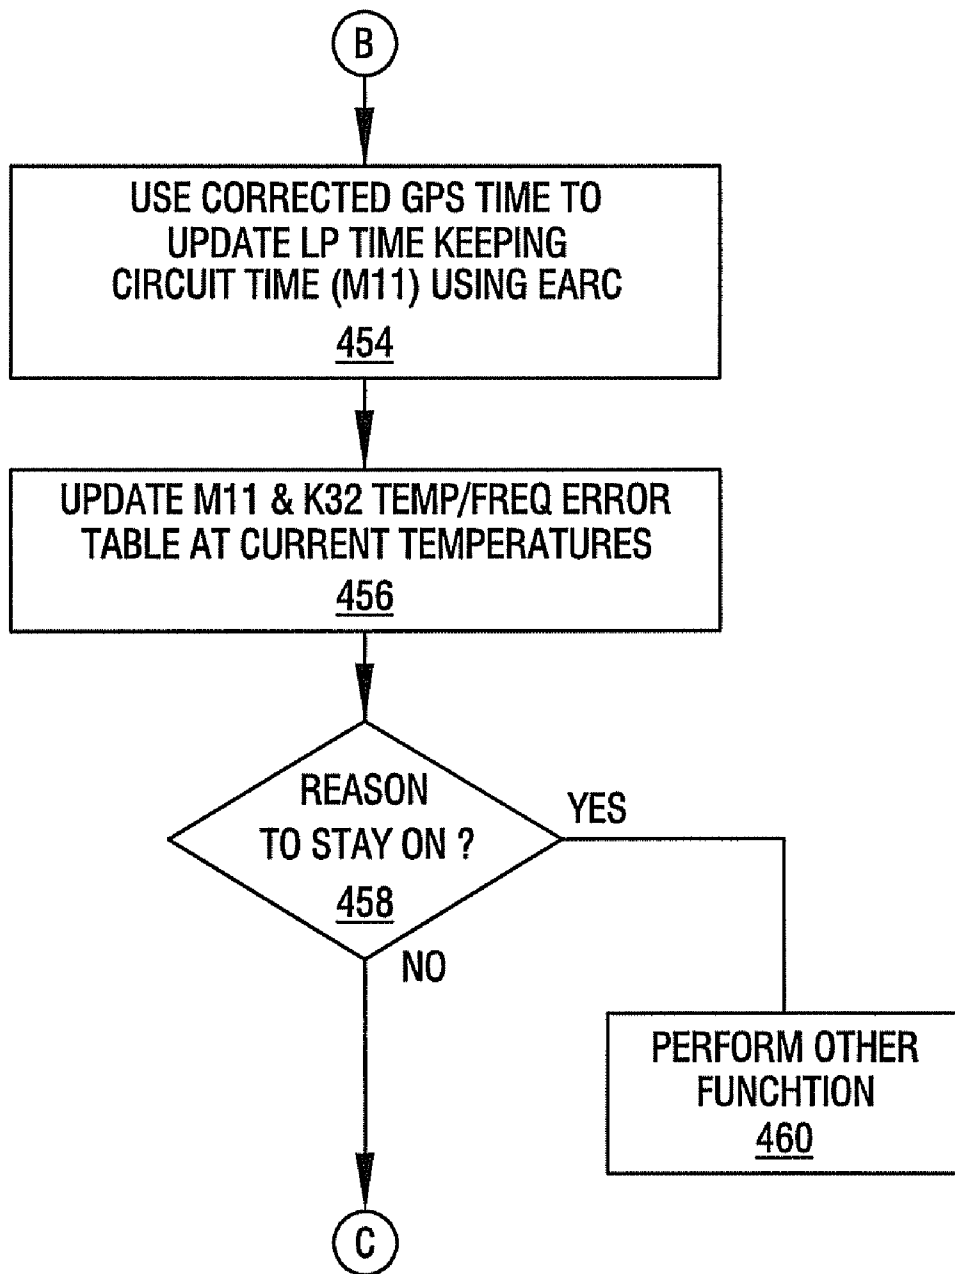 B
USE CORRECTED GPS TIME TO
UPDATE LP TIME KEEPING
CIRCUIT TIME (M11) USING EARC
454
UPDATE M11 & K32 TEMP/FREQ ERROR
TABLE AT CURRENT TEMPERATURES
456
REASON
TO STAY ON ?
458
YES
NO
PERFORM OTHER
FUNCHTION
460
C